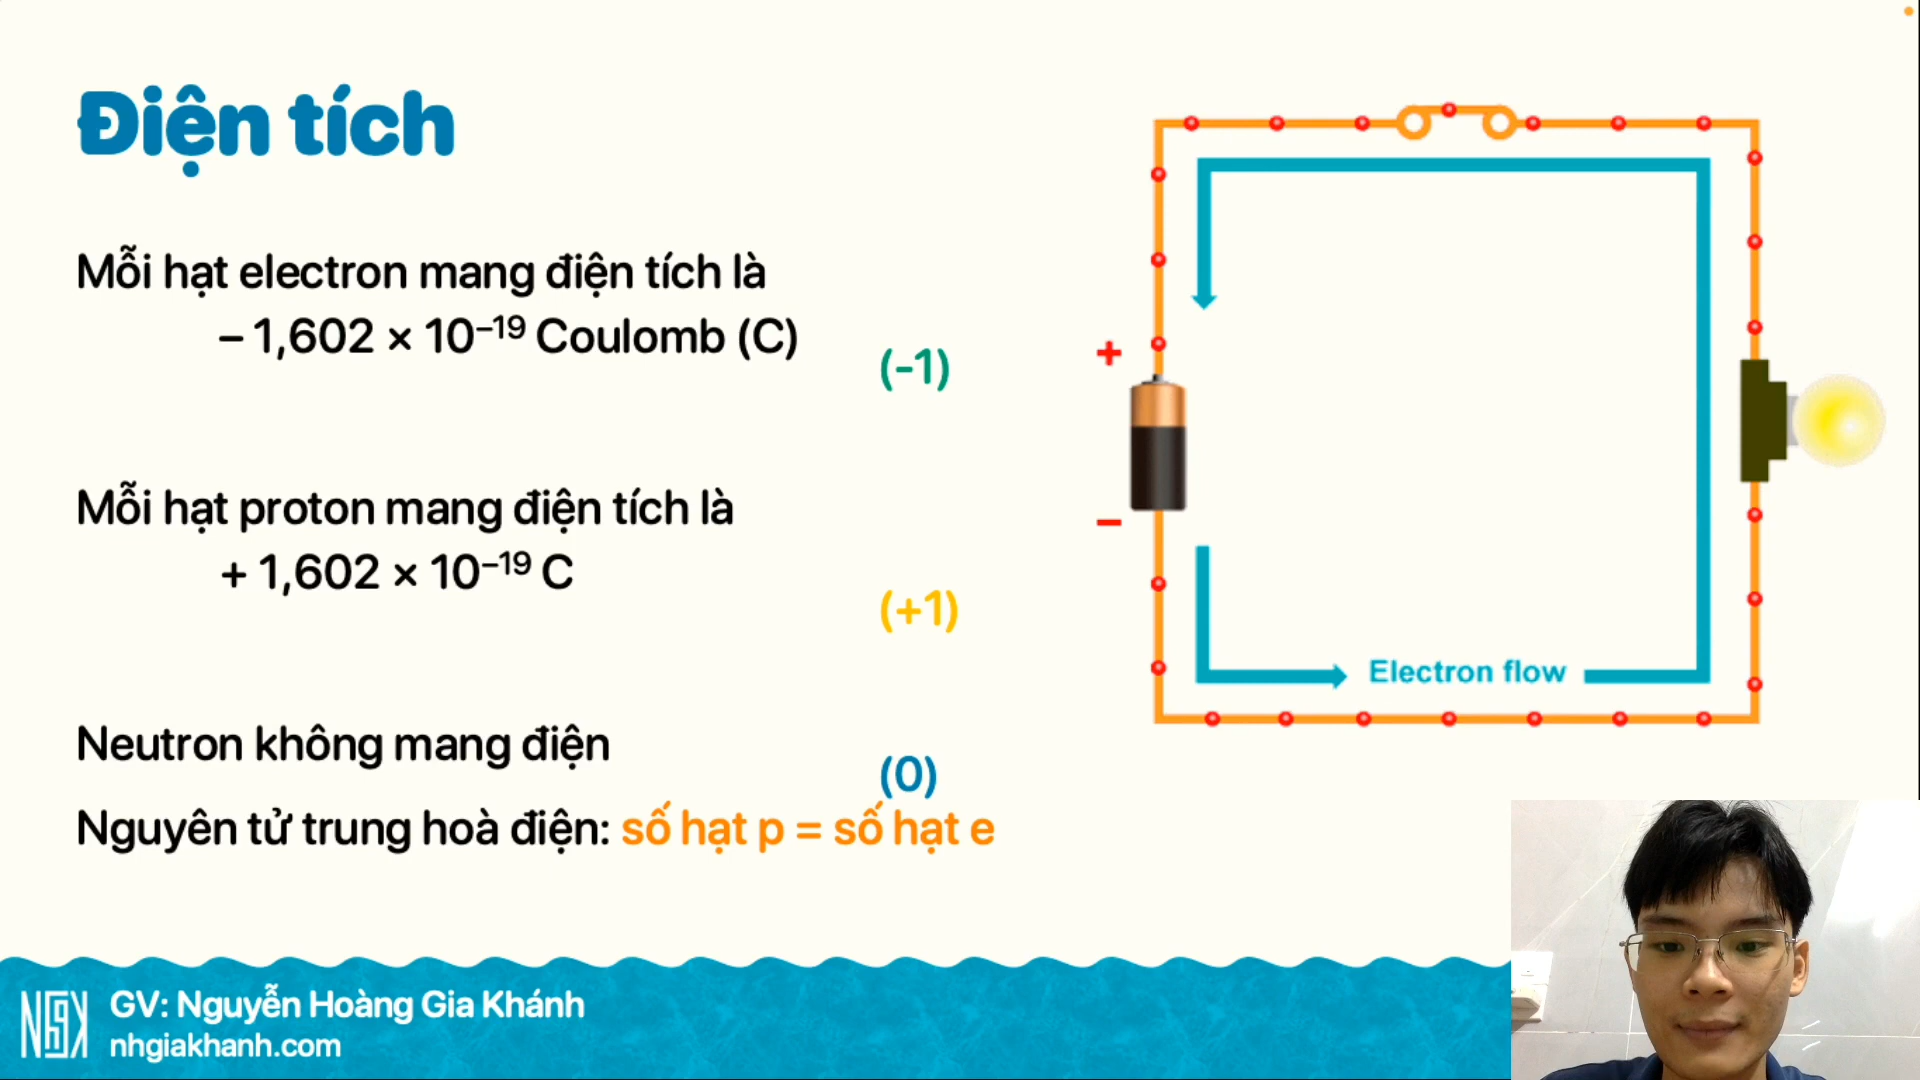 Điện tích
Mỗi hạt electron mang điện tích là
– 1,602 × 10⁻¹⁹ Coulomb (C)
(-1)
Mỗi hạt proton mang điện tích là
+ 1,602 × 10⁻¹⁹ C
(+1)
Neutron không mang điện
(0)
Nguyên tử trung hoà điện: số hạt p = số hạt e
+
–
Electron flow
NGK GV: Nguyễn Hoàng Gia Khánh
nhgiakhanh.com